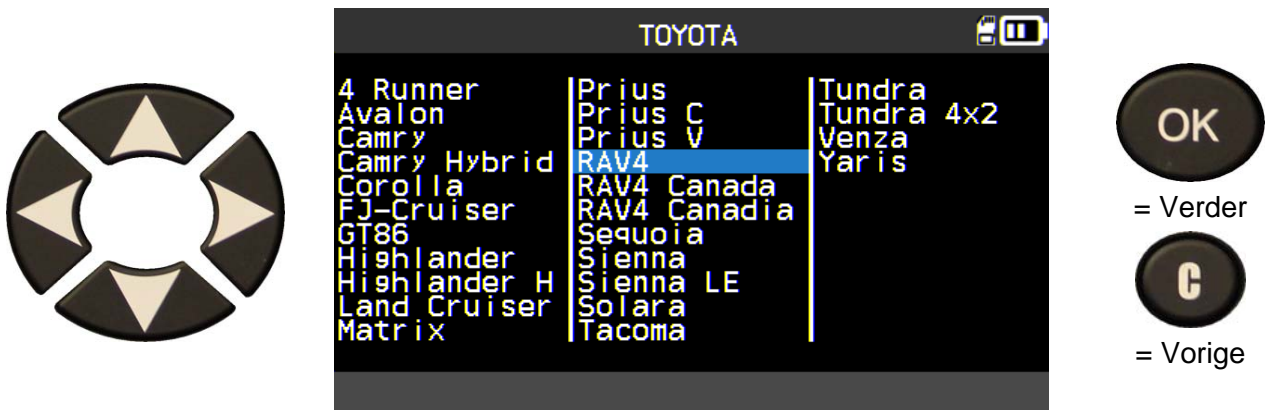 TOYOTA
4 Runner
Avalon
Camry
Camry Hybrid
Corolla
FJ-Cruiser
GT86
Highlander
Highlander H
Land Cruiser
Matrix
Prius
Prius C
Prius V
RAV4
RAV4 Canada
RAV4 Canadia
Sequoia
Sienna
Sienna LE
Solara
Tacoma
Tundra
Tundra 4x2
Venza
Yaris
OK
= Verder
C
= Vorige